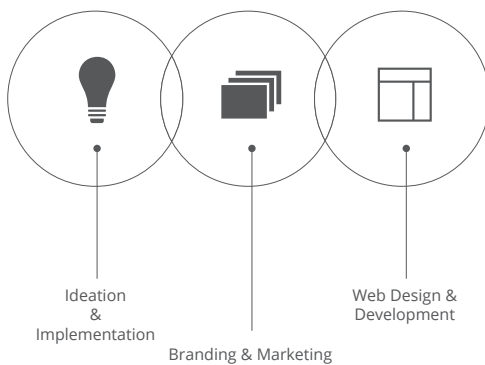 Ideation
&
Implementation
Branding & Marketing
Web Design &
Development